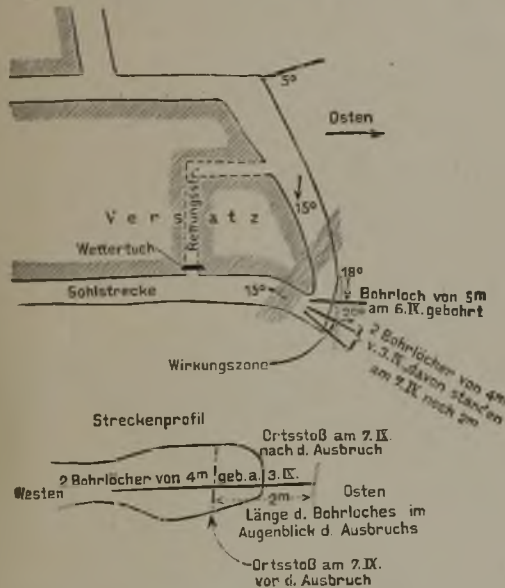 5°
Osten
15°
Rettungsstr.
Versatz
Wettertuch
Sohlstrecke
15°
18°
Bohrloch von 5m
am 6.IX. gebohrt
20°
2 Bohrlöcher von 4m
v. 3.IX. davon standen
am 7.IX noch 2m
Wirkungszone
Streckenprofil
Ortsstoß am 7.IX.
nach d. Ausbruch
2 Bohrlöcher von 4m geb. a. 3.IX.
Westen
2m
Osten
Länge d. Bohrloches im
Augenblick d. Ausbruchs
Ortsstoß am 7.IX.
vor d. Ausbruch